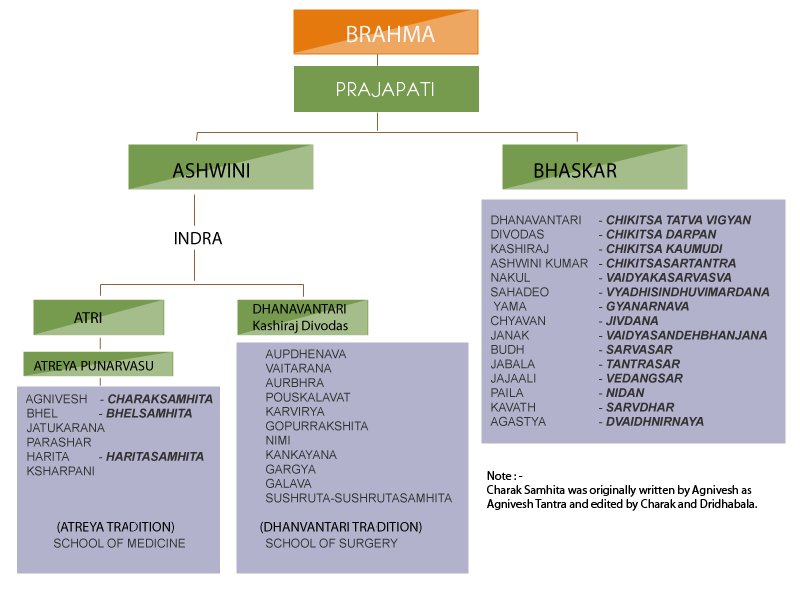 BRAHMA
PRAJAPATI
ASHWINI
BHASKAR
INDRA
ATRI
DHANAVANTARI
Kashiraj Divodas
ATREYA PUNARVASU
AGNIVESH - CHARAKSAMHITA
BHEL - BHELSAMHITA
JATUKARANA
PARASHAR
HARITA - HARITASAMHITA
KSHARPANI
(ATREYA TRADITION)
SCHOOL OF MEDICINE
AUPDHENAVA
VAITARANA
AURBHRA
POUSKALAVAT
KARVIRYA
GOPURRAKSHITA
NIMI
KANKAYANA
GARGYA
GALAVA
SUSHRUTA-SUSHRUTASAMHITA
(DHANVANTARI TRADITION)
SCHOOL OF SURGERY
DHANAVANTARI - CHIKITSA TATVA VIGYAN
DIVODAS - CHIKITSA DARPAN
KASHIRAJ - CHIKITSA KAUMUDI
ASHWINI KUMAR - CHIKITSASARTANTRA
NAKUL - VAIDYAKASARVASVA
SAHADEO - VYADHISINDHUVIMARDANA
YAMA - GYANARNAVA
CHYAVAN - JIVDANA
JANAK - VAIDYASANDEHBHANJANA
BUDH - SARVASAR
JABALA - TANTRASAR
JAJAALI - VEDANGSAR
PAILA - NIDAN
KAVATH - SARVDHAR
AGASTYA - DVAIDHNIRNAYA
Note : -
Charak Samhita was originally written by Agnivesh as
Agnivesh Tantra and edited by Charak and Dridhabala.